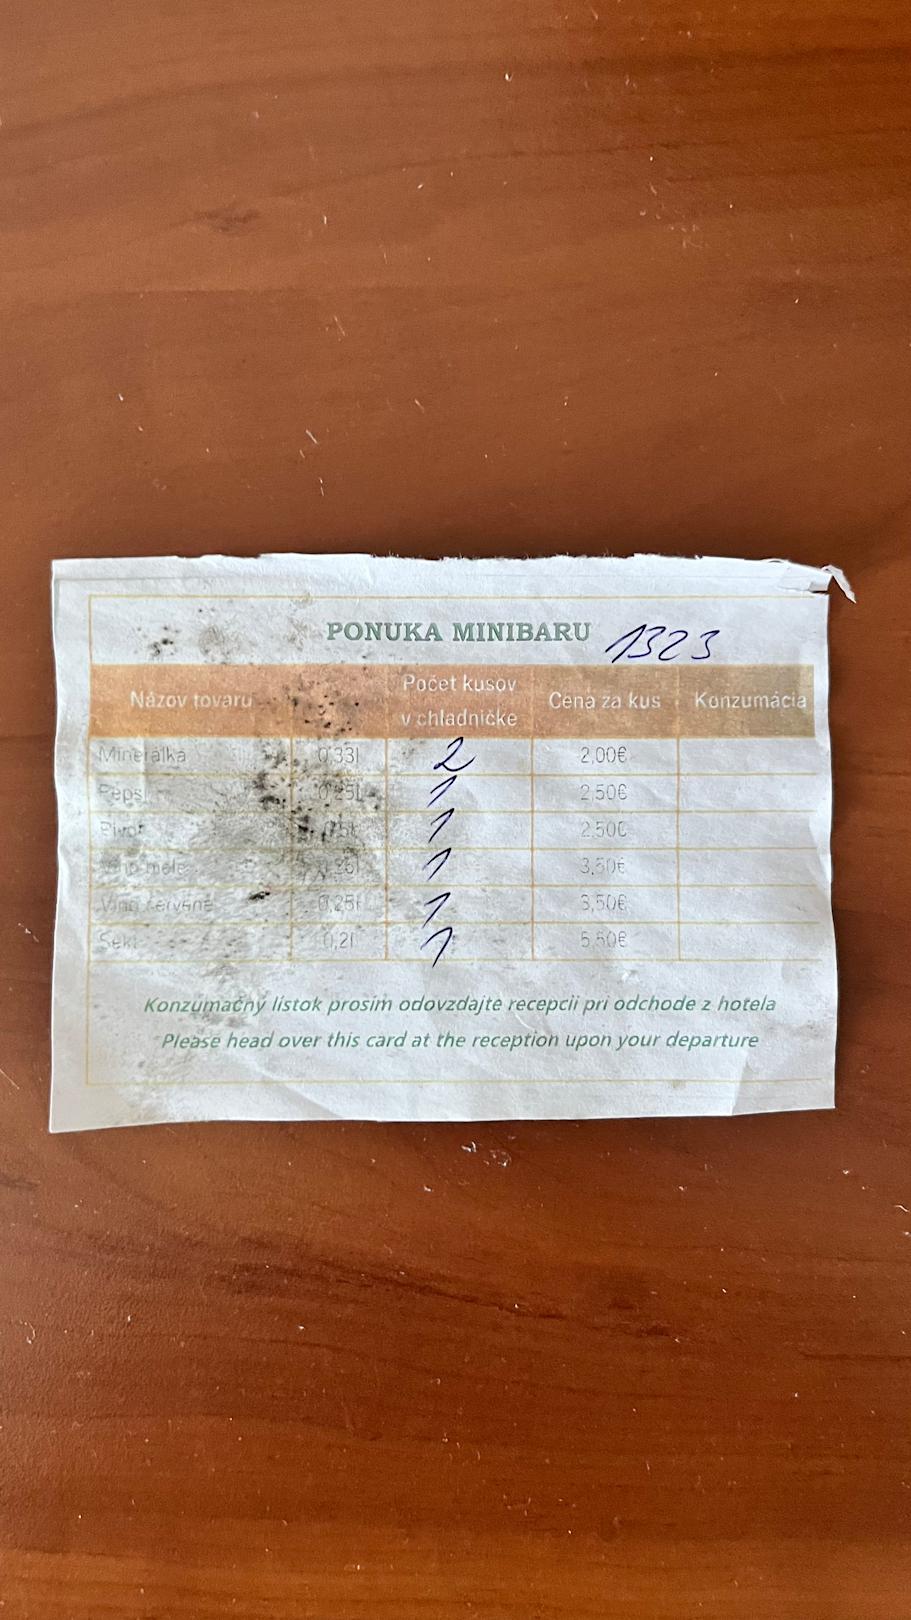 PONUKA MINIBARU 1323
Názov tovaru Počet kusov v chladničke Cena za kus Konzumácia
Minerálka 0,33l 2 2,00€
Pepsi 0,25l 1 2,50€
Pivo 1 2,50€
1 3,50€
Víno červené 0,25l 1 3,50€
Sekt 0,2l 1 5,50€
Konzumačný lístok prosím odovzdajte recepcii pri odchode z hotela
Please head over this card at the reception upon your departure